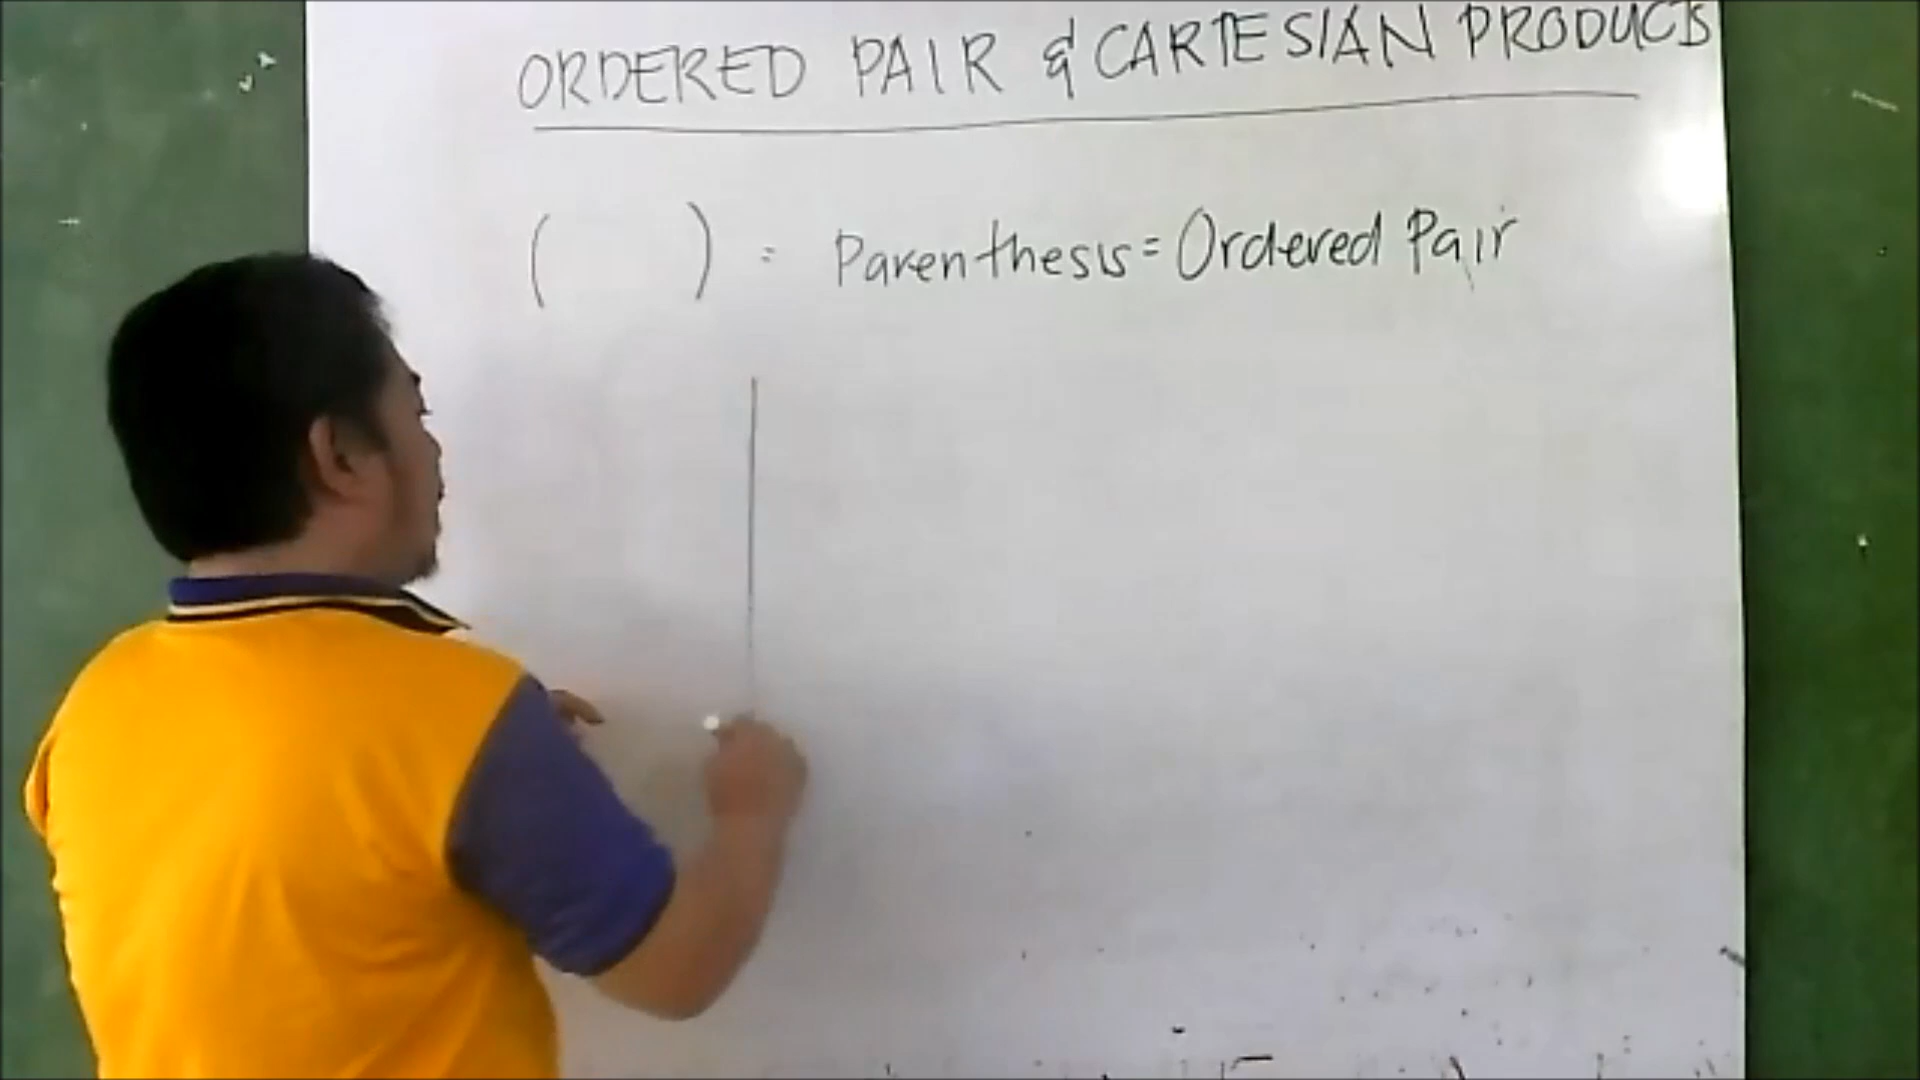 ORDERED PAIR & CARTESIAN PRODUCTS
( ) = Parenthesis = Ordered Pair